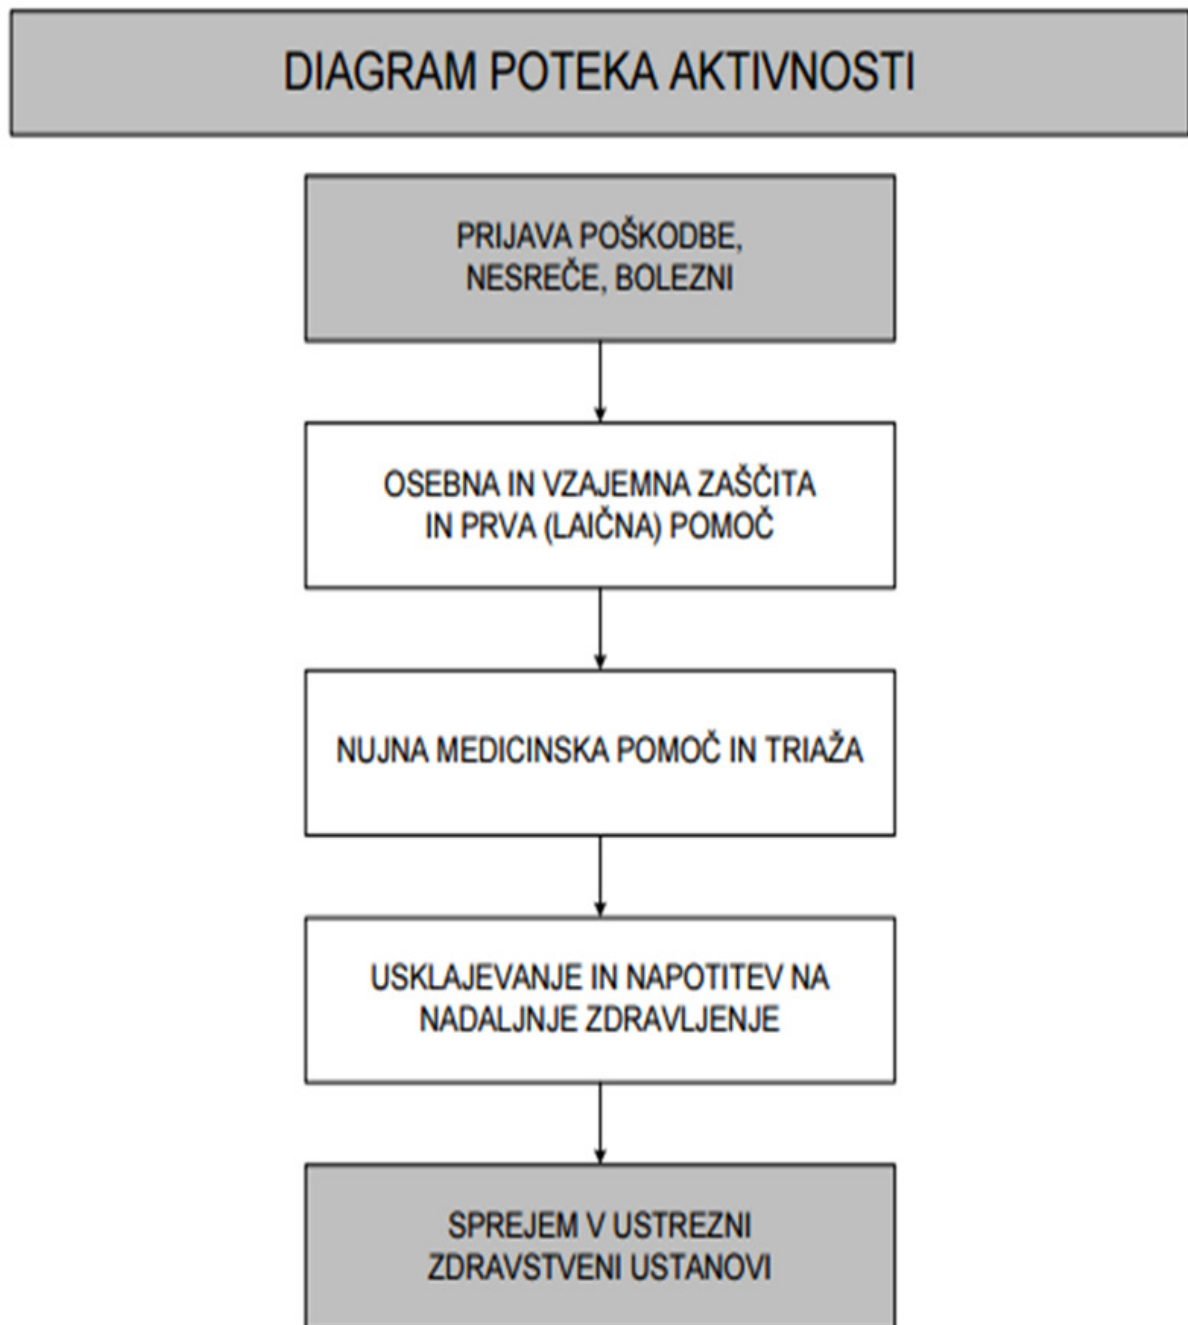 DIAGRAM POTEKA AKTIVNOSTI
PRIJAVA POŠKODBE,
NESREČE, BOLEZNI
OSEBNA IN VZAJEMNA ZAŠČITA
IN PRVA (LAIČNA) POMOČ
NUJNA MEDICINSKA POMOČ IN TRIAŽA
USKLAJEVANJE IN NAPOTITEV NA
NADALJNJE ZDRAVLJENJE
SPREJEM V USTREZNI
ZDRAVSTVENI USTANOVI